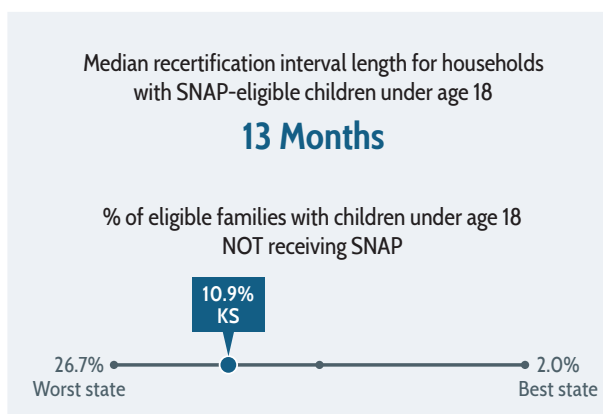 Median recertification interval length for households
with SNAP-eligible children under age 18
13 Months
% of eligible families with children under age 18
NOT receiving SNAP
10.9%
KS
26.7%
2.0%
Worst state
Best state